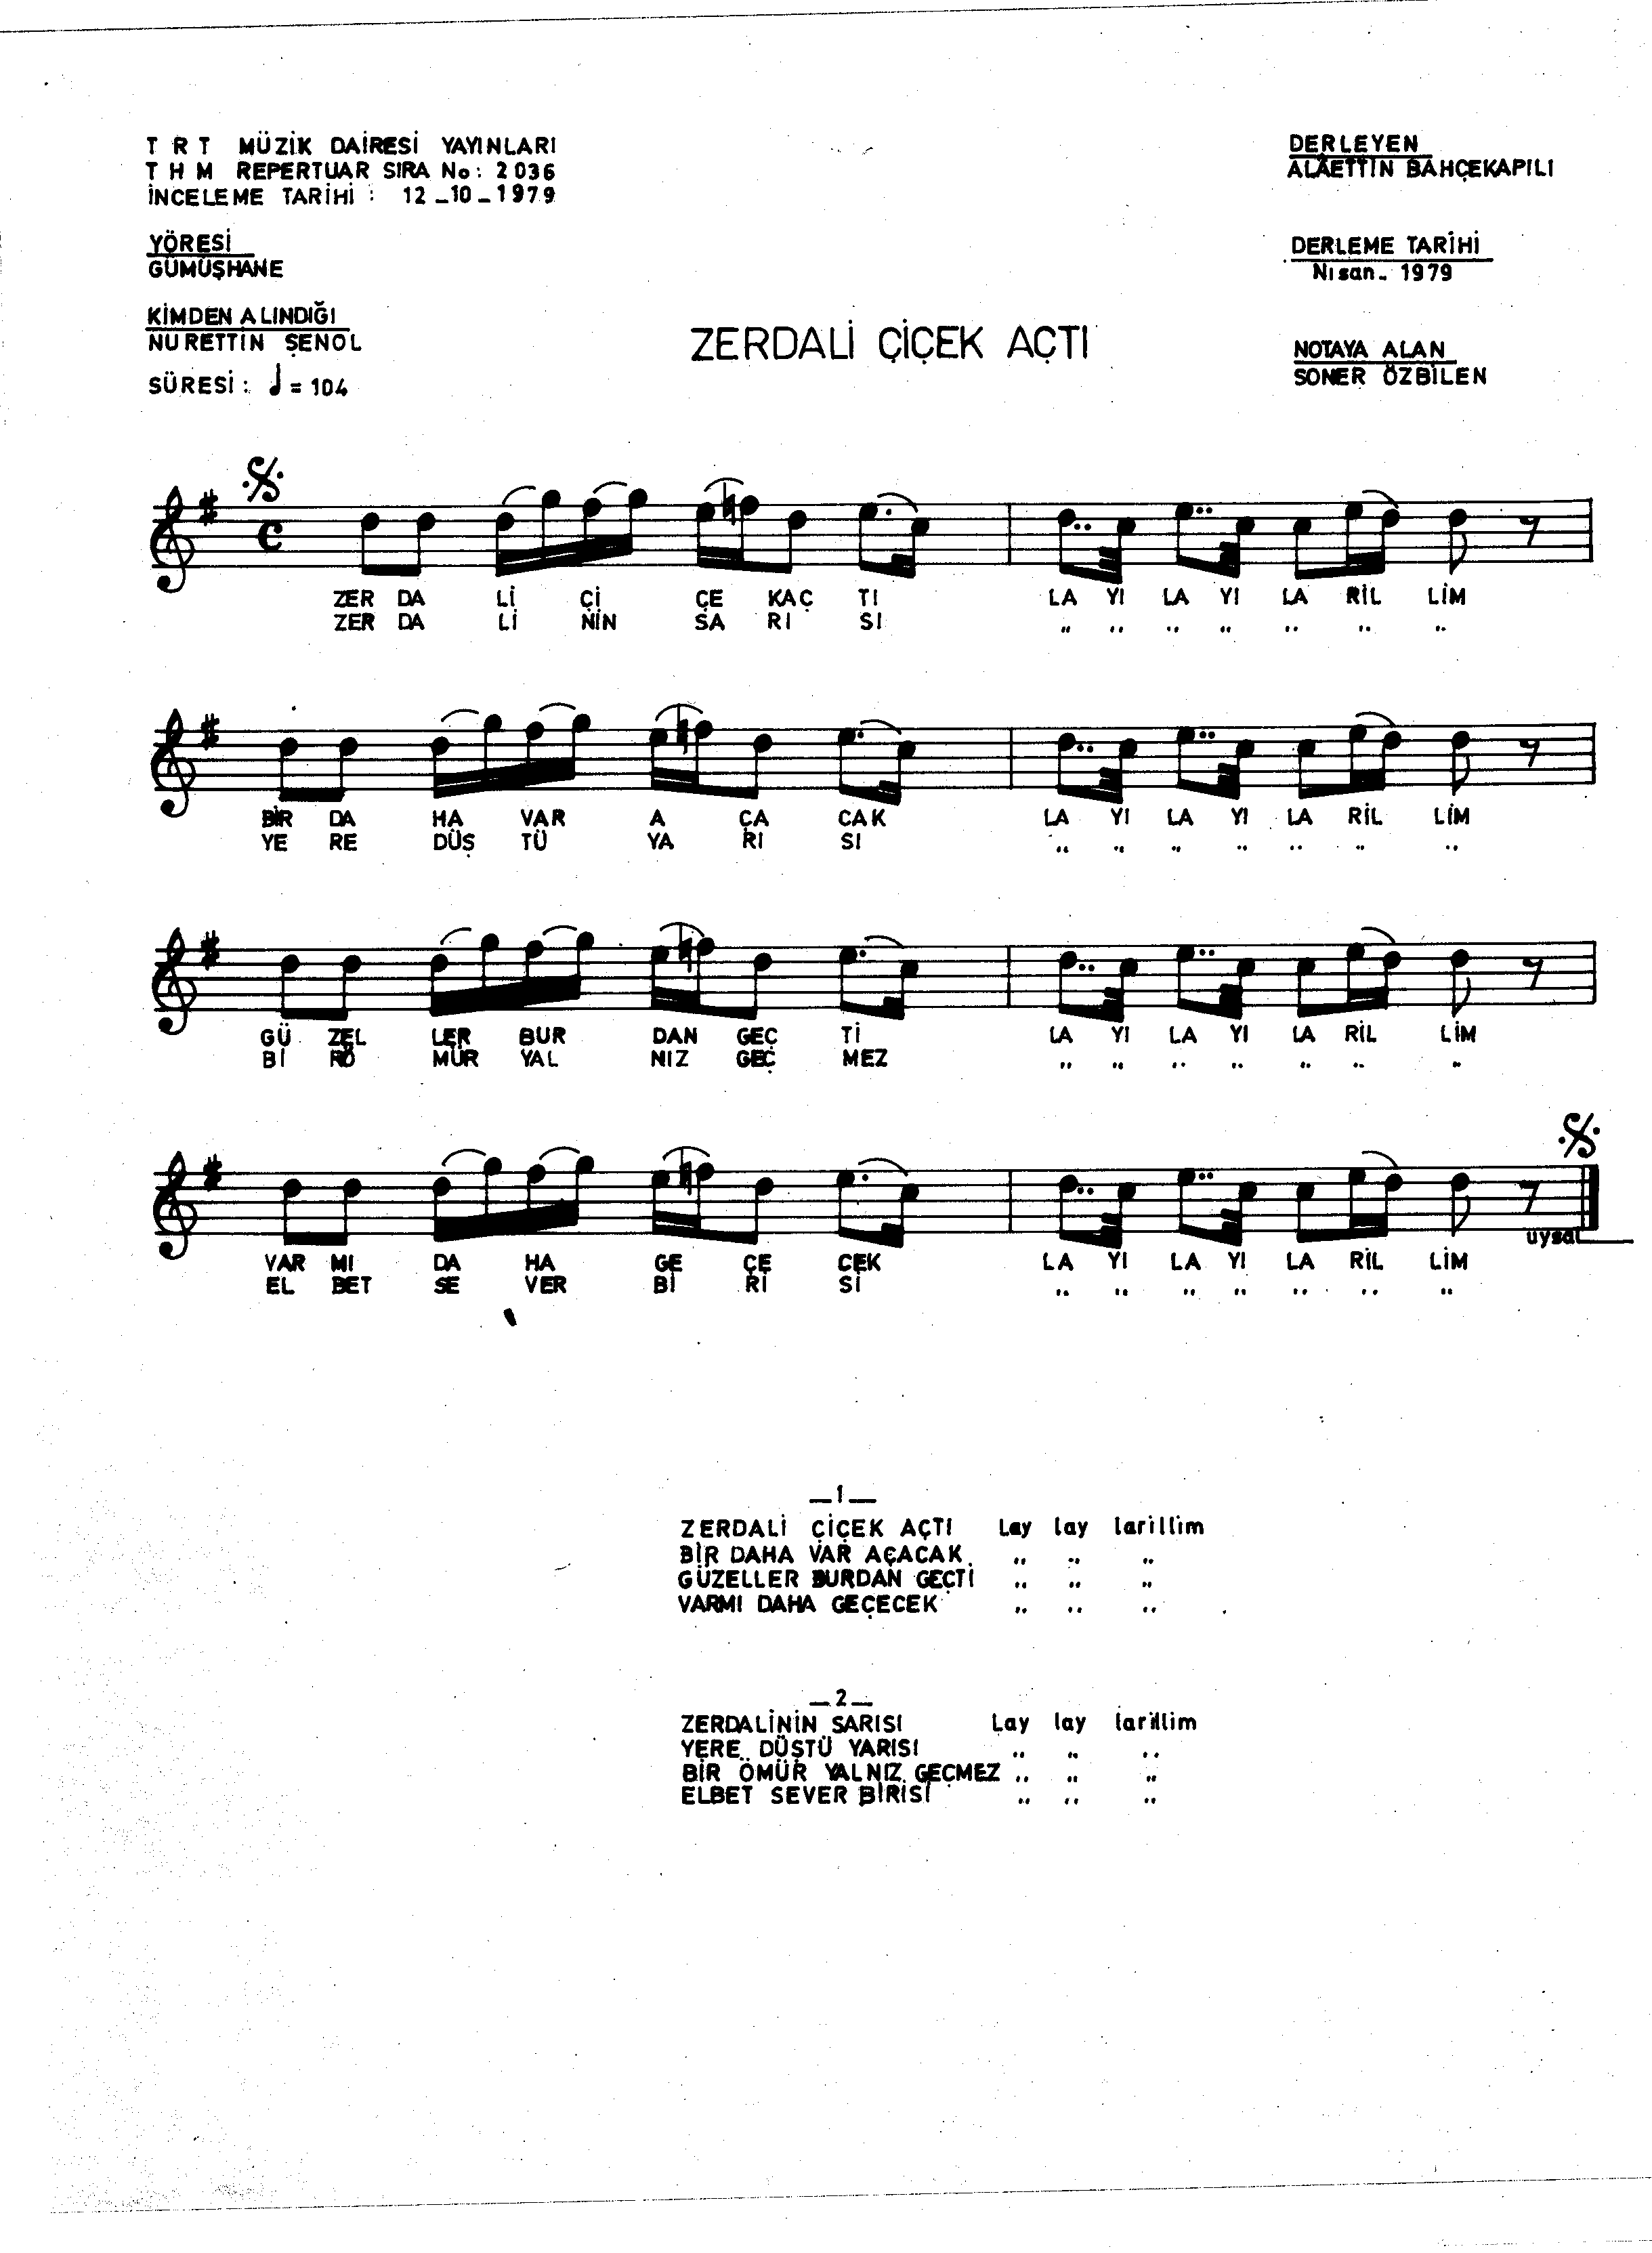 T R T MÜZİK DAİRESİ YAYINLARI
T H M REPERTUAR SIRA No: 2036
İNCELEME TARİHİ : 12_10_1979
YÖRESİ
GÜMÜŞHANE
KİMDEN ALINDIĞI
NURETTİN ŞENOL
SÜRESİ: ♩ = 104
ZERDALİ ÇİÇEK AÇTI
DERLEYEN
ALÂETTİN BAHÇEKAPILI
DERLEME TARİHİ
Nisan_ 1979
NOTAYA ALAN
SONER ÖZBİLEN
ZER DA Lİ Çİ ÇE KAÇ TI LA YI LA YI LA RİL LİM
ZER DA Lİ NİN SA RI SI " " " " " " "
BİR DA HA VAR A ÇA CAK LA YI LA YI LA RİL LİM
YE RE DÜŞ TÜ YA RI SI " " " " " " "
GÜ ZEL LER BUR DAN GEÇ Tİ LA YI LA YI LA RİL LİM
Bİ RÖ MÜR YAL NIZ GEÇ MEZ " " " " " " "
VAR MI DA HA GE ÇE CEK LA YI LA YI LA RİL LİM
EL BET SE VER Bİ Rİ Sİ " " " " " " "
uysal
_1_
ZERDALİ ÇİÇEK AÇTI Lay lay larillim
BİR DAHA VAR AÇACAK " " "
GÜZELLER BURDAN GEÇTİ " " "
VARMI DAHA GEÇECEK " " "
_2_
ZERDALİNİN SARISI Lay lay larillim
YERE DÜŞTÜ YARISI " " "
BİR ÖMÜR YALNIZ GEÇMEZ " " "
ELBET SEVER BİRİSİ " " "